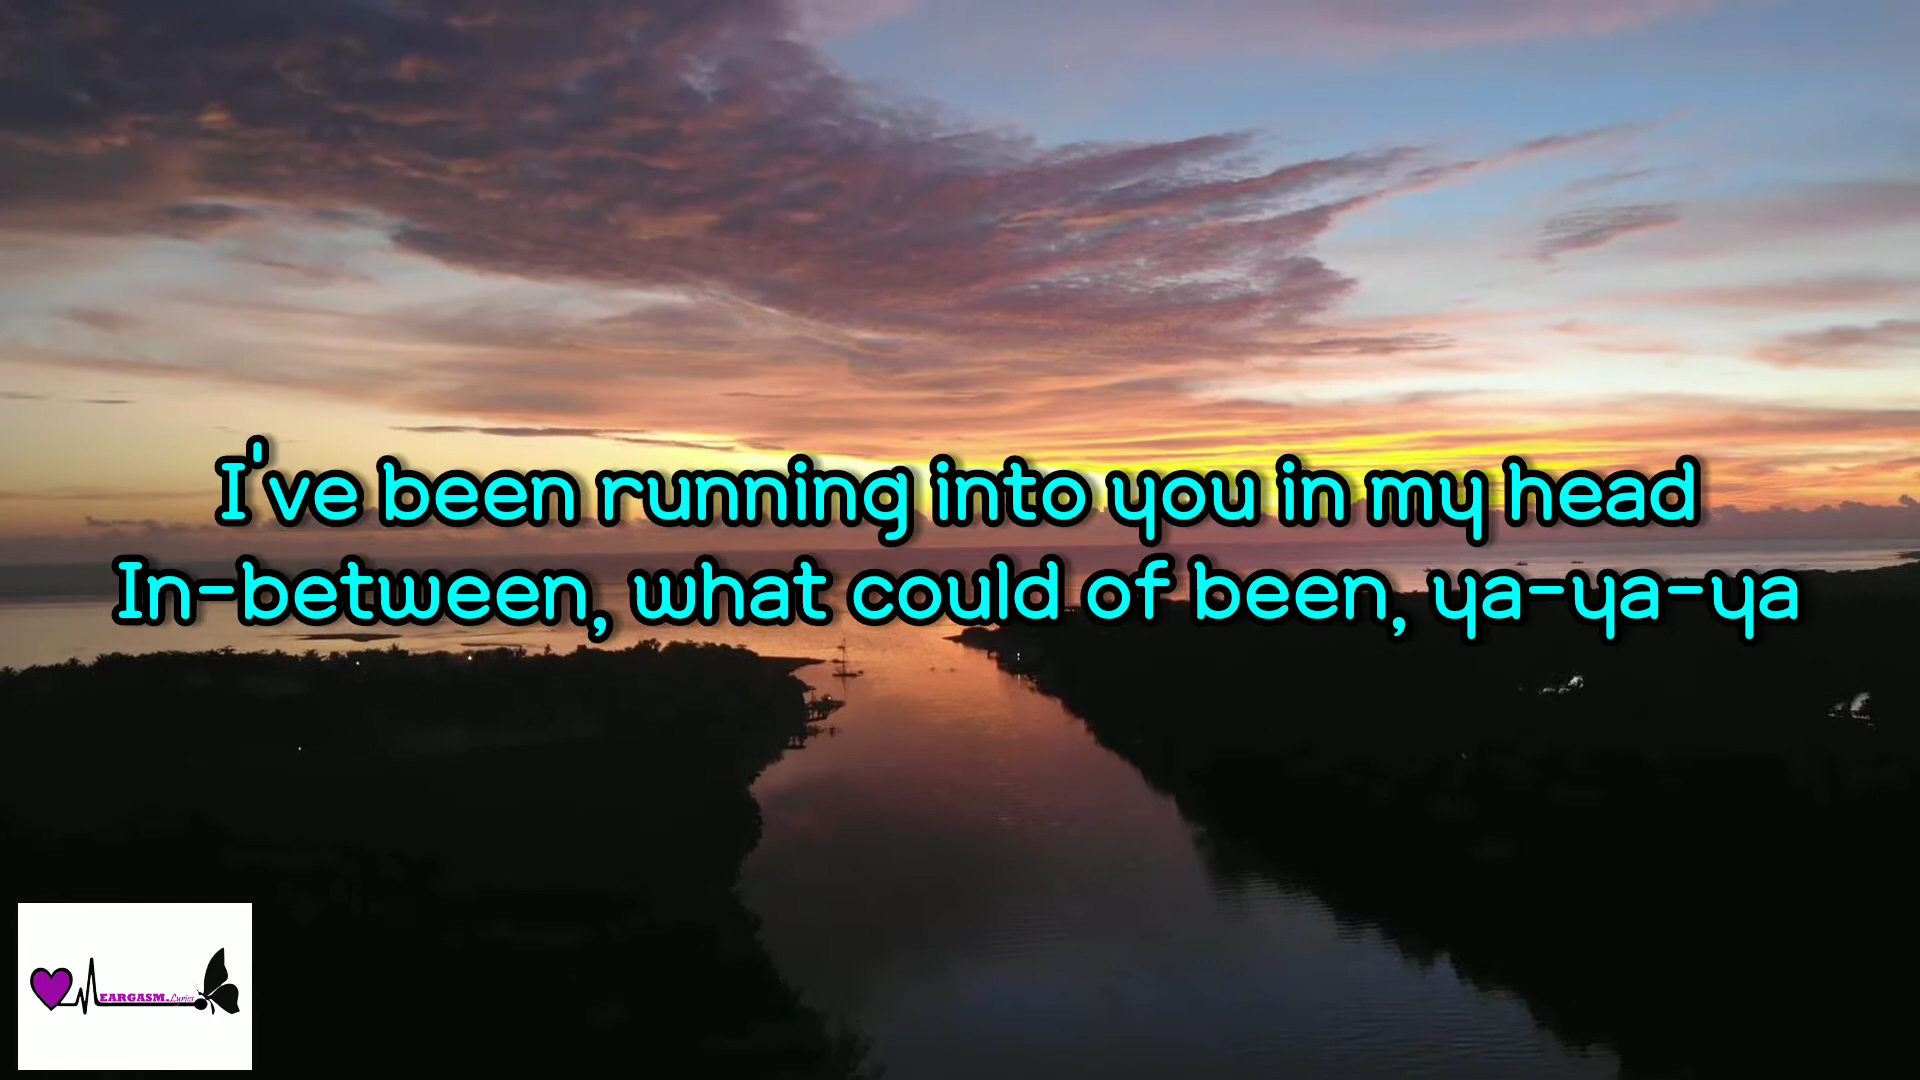 I've been running into you in my head
In-between, what could of been, ya-ya-ya
EARGASM.Lyrics